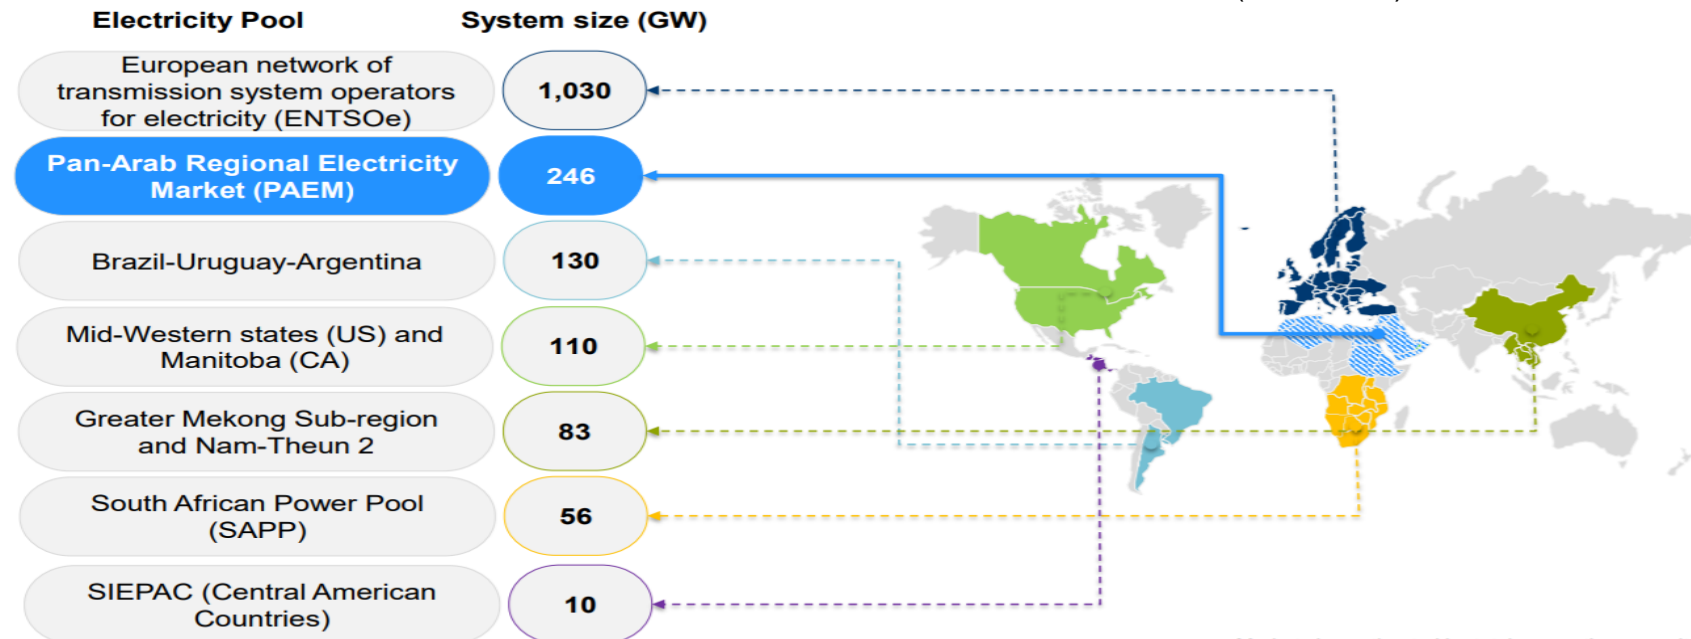 Electricity Pool
System size (GW)
European network of
transmission system operators
for electricity (ENTSOe)
1,030
Pan-Arab Regional Electricity
Market (PAEM)
246
Brazil-Uruguay-Argentina
130
Mid-Western states (US) and
Manitoba (CA)
110
Greater Mekong Sub-region
and Nam-Theun 2
83
South African Power Pool
(SAPP)
56
SIEPAC (Central American
Countries)
10